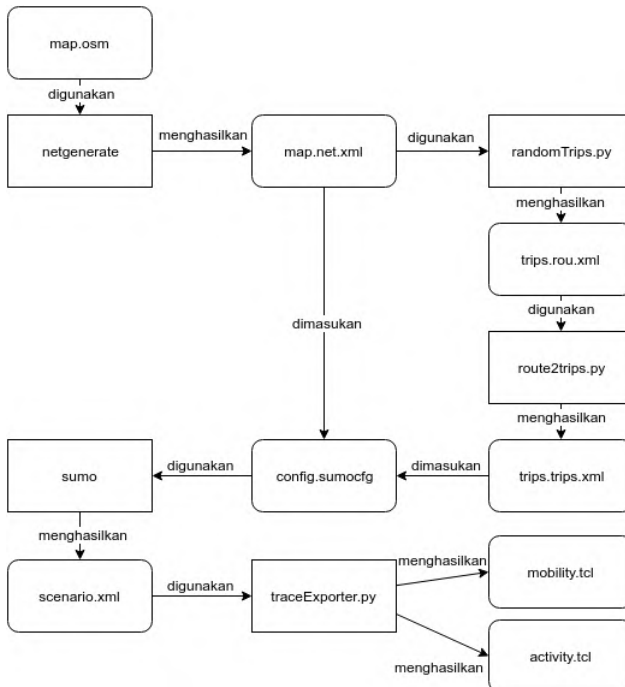 map.osm
digunakan
netgenerate
menghasilkan
map.net.xml
digunakan
randomTrips.py
menghasilkan
trips.rou.xml
digunakan
route2trips.py
menghasilkan
trips.trips.xml
dimasukan
dimasukan
config.sumocfg
digunakan
sumo
menghasilkan
scenario.xml
digunakan
traceExporter.py
menghasilkan
mobility.tcl
menghasilkan
activity.tcl